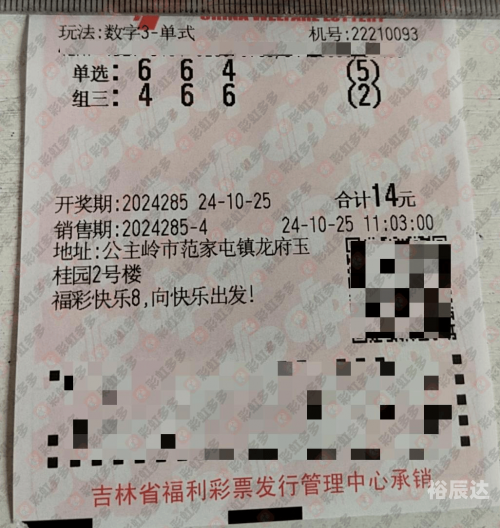 CHINA WELFARE LOTTERY
玩法:数字3-单式 机号:22210093
单选: 6 6 4 (5)
组三: 4 6 6 (2)
开奖期:2024285 24-10-25 合计14元
销售期:2024285-4 24-10-25 11:03:00
地址:公主岭市范家屯镇龙府玉
桂园2号楼
福彩快乐8,向快乐出发!
吉林省福利彩票发行管理中心承销
裕辰达